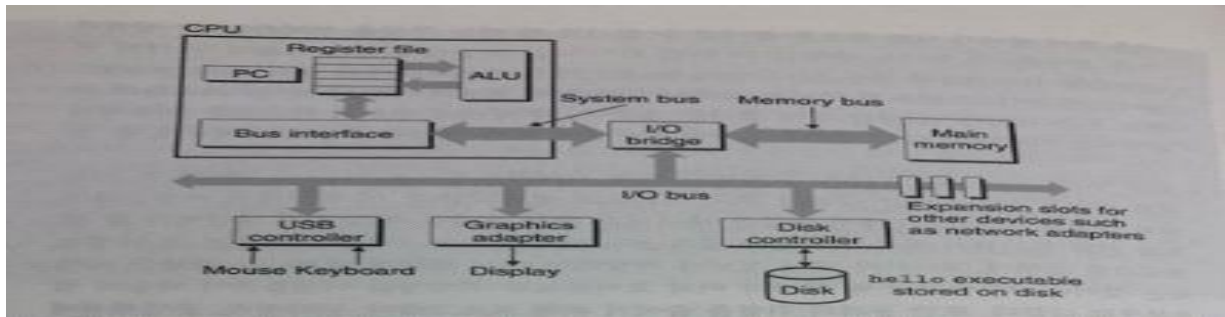 CPU
Register file
PC
ALU
System bus
Memory bus
Bus interface
I/O
bridge
Main
memory
I/O bus
Expansion slots for
other devices such
as network adapters
USB
controller
Graphics
adapter
Disk
controller
Mouse Keyboard
Display
Disk
hello executable
stored on disk